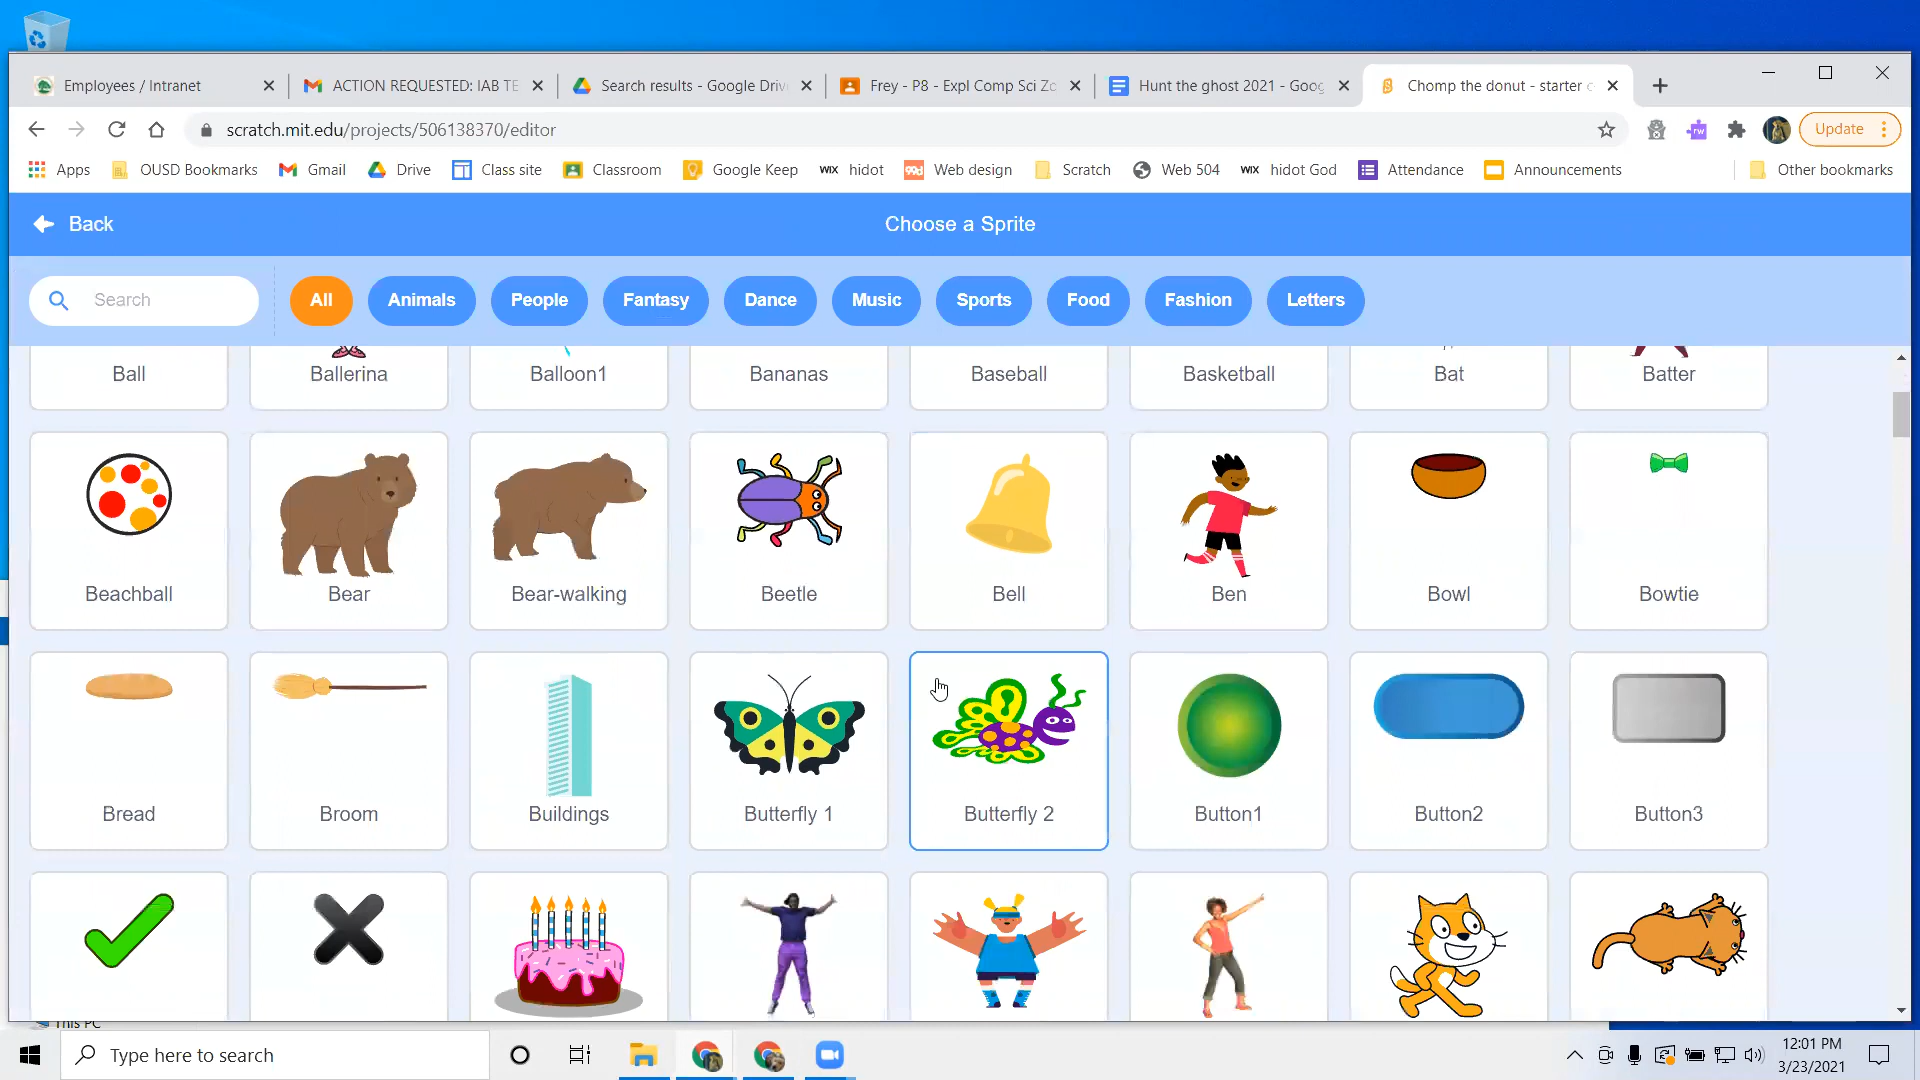 Employees / Intranet
ACTION REQUESTED: IAB TE
Search results - Google Drive
Frey - P8 - Expl Comp Sci Zo
Hunt the ghost 2021 - Goog
Chomp the donut - starter c
scratch.mit.edu/projects/506138370/editor
Update
Apps
OUSD Bookmarks
Gmail
Drive
Class site
Classroom
Google Keep
WIX hidot
Web design
Scratch
Web 504
WIX hidot God
Attendance
Announcements
Other bookmarks
Back
Choose a Sprite
Search
All
Animals
People
Fantasy
Dance
Music
Sports
Food
Fashion
Letters
Ball
Ballerina
Balloon1
Bananas
Baseball
Basketball
Bat
Batter
Beachball
Bear
Bear-walking
Beetle
Bell
Ben
Bowl
Bowtie
Bread
Broom
Buildings
Butterfly 1
Butterfly 2
Button1
Button2
Button3
This PC
Type here to search
12:01 PM
3/23/2021